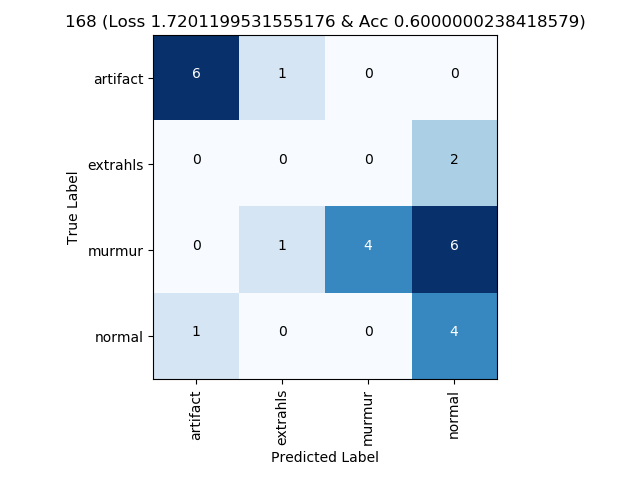 168 (Loss 1.7201199531555176 & Acc 0.6000000238418579)
artifact 6 1 0 0
extrahls 0 0 0 2
murmur 0 1 4 6
normal 1 0 0 4
True Label
artifact extrahls murmur normal
Predicted Label